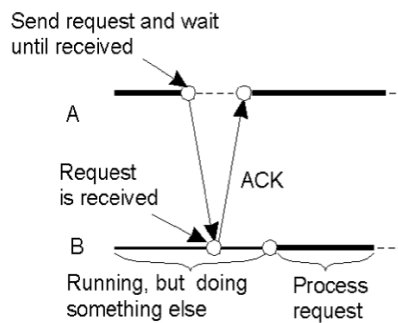 Send request and wait
until received
A
Request
is received
ACK
B
Running, but doing
something else
Process
request